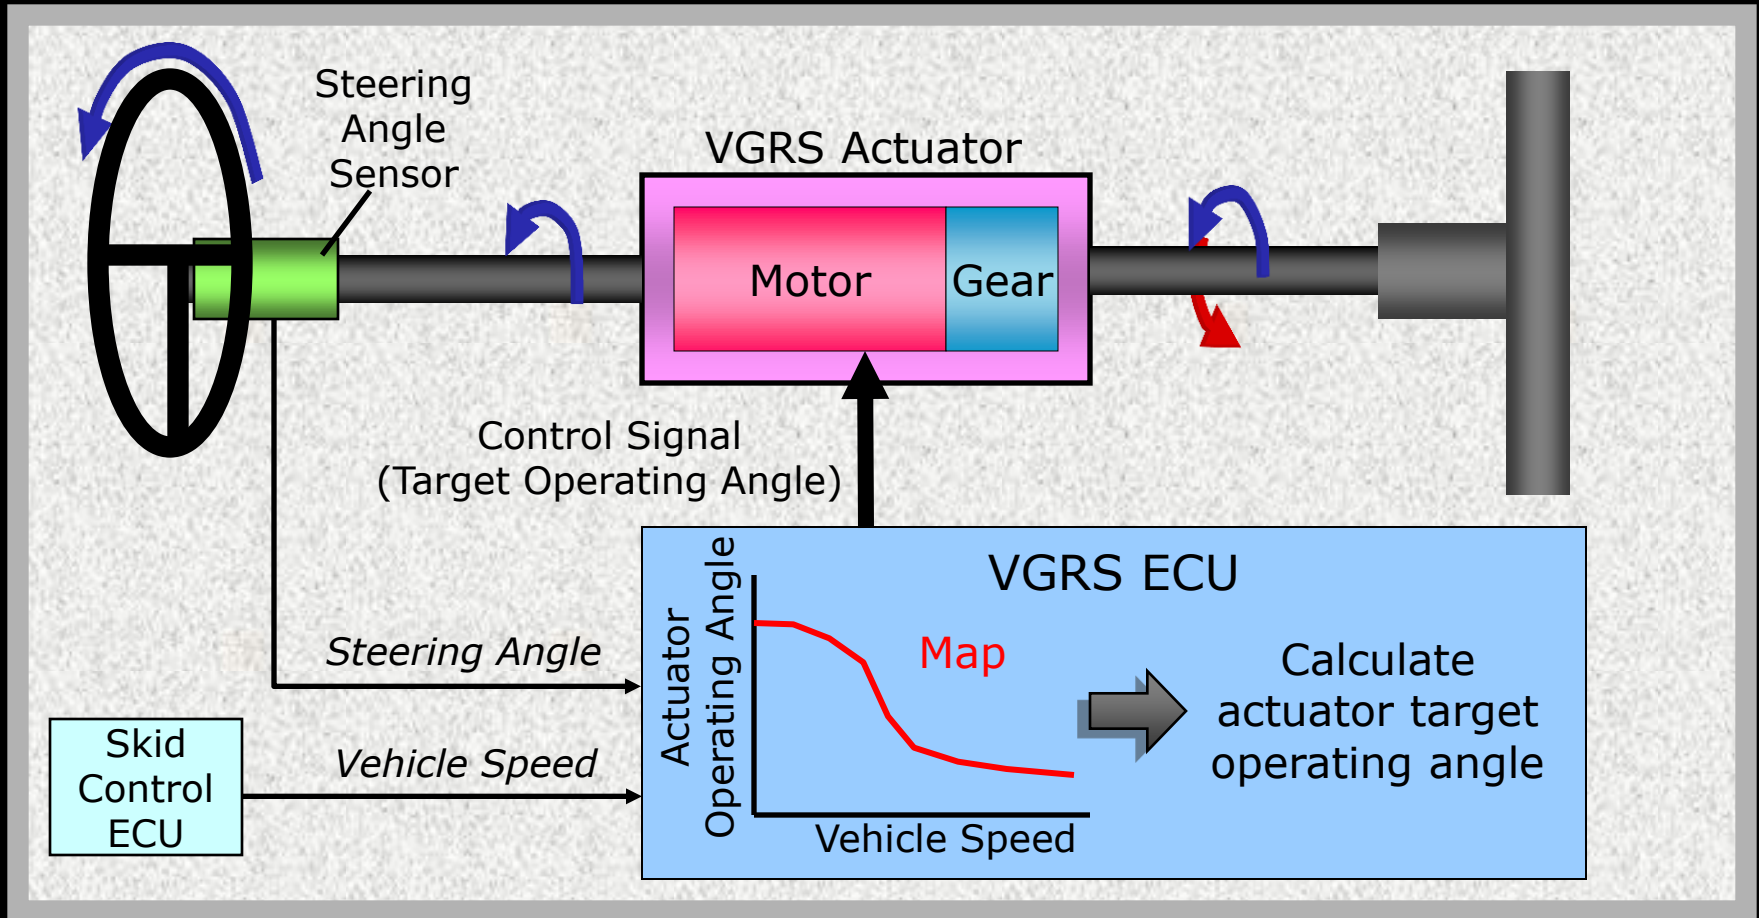 Steering
Angle
Sensor
VGRS Actuator
Motor
Gear
Control Signal
(Target Operating Angle)
VGRS ECU
Actuator
Operating Angle
Map
Vehicle Speed
Calculate
actuator target
operating angle
Steering Angle
Vehicle Speed
Skid
Control
ECU